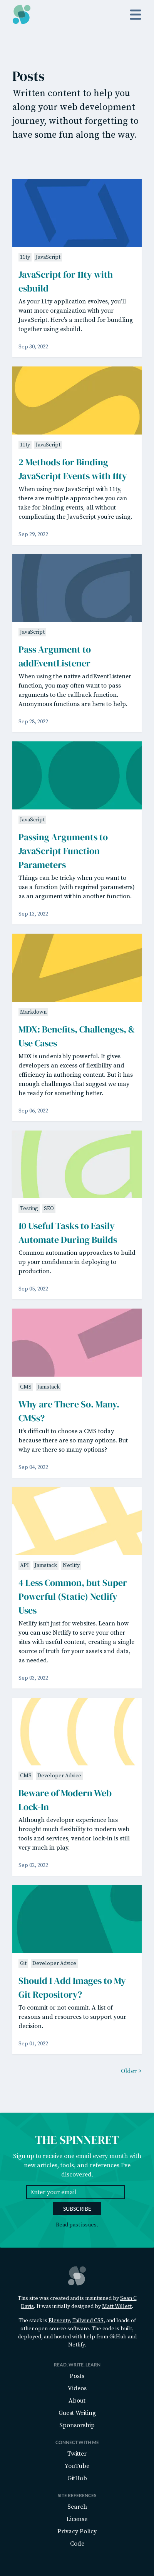 Posts
Written content to help you
along your web development
journey, without forgetting to
have some fun along the way.
11ty JavaScript
JavaScript for 11ty with
esbuild
As your 11ty application evolves, you'll
want more organization with your
JavaScript. Here's a method for bundling
together using esbuild.
Sep 30, 2022
11ty JavaScript
2 Methods for Binding
JavaScript Events with 11ty
When using raw JavaScript with 11ty,
there are multiple approaches you can
take for binding events, all without
complicating the JavaScript you're using.
Sep 29, 2022
JavaScript
Pass Argument to
addEventListener
When using the native addEventListener
function, you may often want to pass
arguments to the callback function.
Anonymous functions are here to help.
Sep 28, 2022
JavaScript
Passing Arguments to
JavaScript Function
Parameters
Things can be tricky when you want to
use a function (with required parameters)
as an argument within another function.
Sep 13, 2022
Markdown
MDX: Benefits, Challenges, &
Use Cases
MDX is undeniably powerful. It gives
developers an excess of flexibility and
efficiency in authoring content. But it has
enough challenges that suggest we may
be ready for something better.
Sep 06, 2022
Testing SEO
10 Useful Tasks to Easily
Automate During Builds
Common automation approaches to build
up your confidence in deploying to
production.
Sep 05, 2022
CMS Jamstack
Why are There So. Many.
CMSs?
It's difficult to choose a CMS today
because there are so many options. But
why are there so many options?
Sep 04, 2022
API Jamstack Netlify
4 Less Common, but Super
Powerful (Static) Netlify
Uses
Netlify isn't just for websites. Learn how
you can use Netlify to serve your other
sites with useful content, creating a single
source of truth for your assets and data,
as needed.
Sep 03, 2022
CMS Developer Advice
Beware of Modern Web
Lock-In
Although developer experience has
brought much flexibility to modern web
tools and services, vendor lock-in is still
very much in play.
Sep 02, 2022
Git Developer Advice
Should I Add Images to My
Git Repository?
To commit or not commit. A list of
reasons and resources to support your
decision.
Sep 01, 2022
Older >
THE SPINNERET
Sign up to receive one email every month with
new articles, tools, and references I've
discovered.
Enter your email
SUBSCRIBE
Read past issues.
This site was created and is maintained by Sean C
Davis. It was initially designed by Matt Willett.
The stack is Eleventy, Tailwind CSS, and loads of
other open-source software. The code is built,
deployed, and hosted with help from GitHub and
Netlify.
READ, WRITE, LEARN
Posts
Videos
About
Guest Writing
Sponsorship
CONNECT WITH ME
Twitter
YouTube
GitHub
SITE REFERENCES
Search
License
Privacy Policy
Code